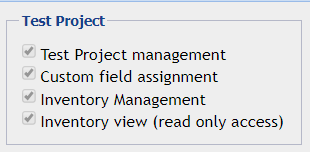 Test Project
Test Project management
Custom field assignment
Inventory Management
Inventory view (read only access)